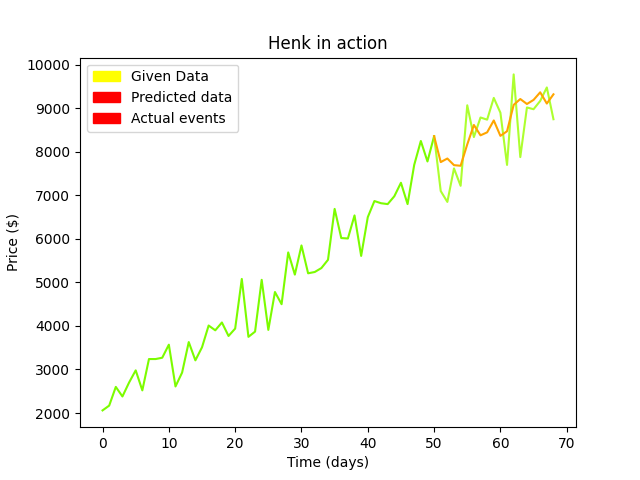 Henk in action
Given Data
Predicted data
Actual events
Price ($)
10000
9000
8000
7000
6000
5000
4000
3000
2000
0 10 20 30 40 50 60 70
Time (days)